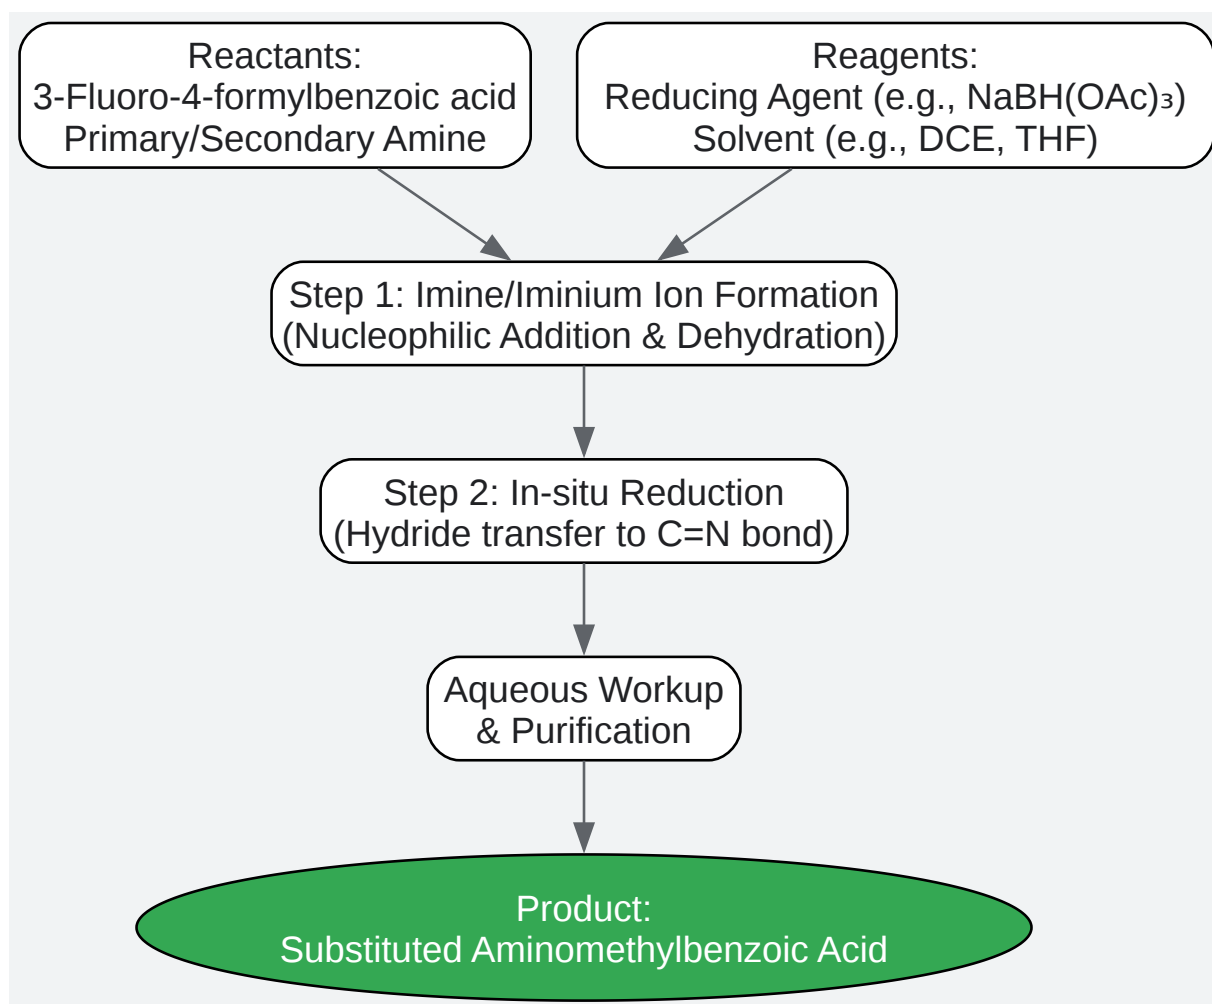 Reactants:
3-Fluoro-4-formylbenzoic acid
Primary/Secondary Amine
Reagents:
Reducing Agent (e.g., NaBH(OAc)₃)
Solvent (e.g., DCE, THF)
Step 1: Imine/Iminium Ion Formation
(Nucleophilic Addition & Dehydration)
Step 2: In-situ Reduction
(Hydride transfer to C=N bond)
Aqueous Workup
& Purification
Product:
Substituted Aminomethylbenzoic Acid